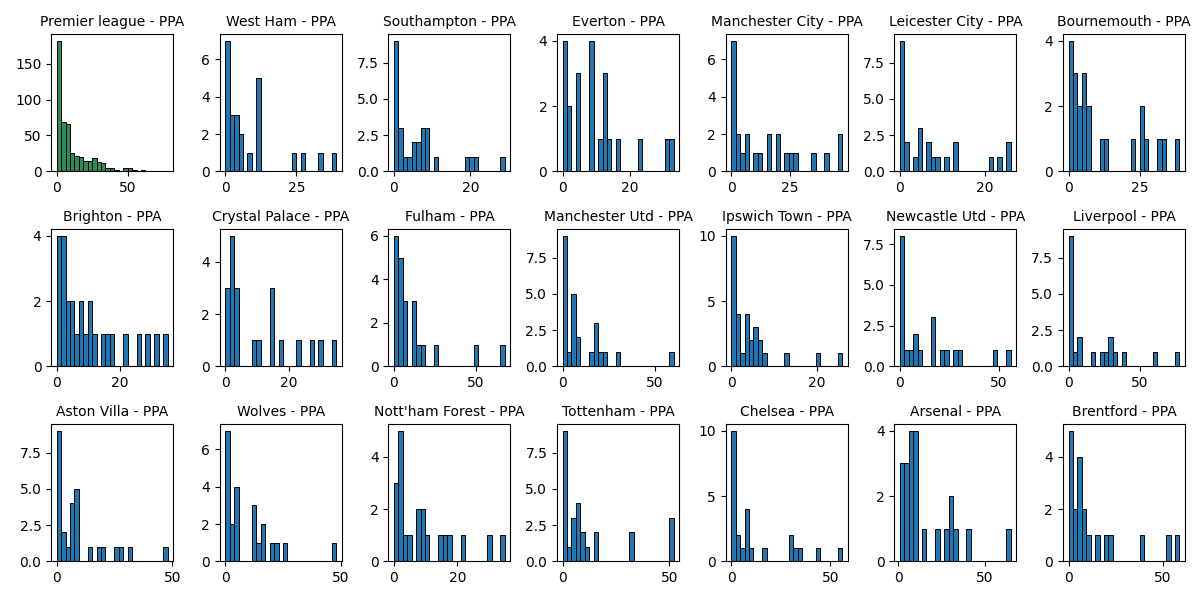 Premier league - PPA West Ham - PPA Southampton - PPA Everton - PPA Manchester City - PPA Leicester City - PPA Bournemouth - PPA
150 100 50 0 0 50
6 4 2 0 0 25
7.5 5.0 2.5 0.0 0 20
4 2 0 0 20
6 4 2 0 0 25
7.5 5.0 2.5 0.0 0 20
4 2 0 0 25
Brighton - PPA Crystal Palace - PPA Fulham - PPA Manchester Utd - PPA Ipswich Town - PPA Newcastle Utd - PPA Liverpool - PPA
4 2 0 0 20
4 2 0 0 20
6 4 2 0 0 50
7.5 5.0 2.5 0.0 0 50
10 5 0 0 20
7.5 5.0 2.5 0.0 0 50
7.5 5.0 2.5 0.0 0 50
Aston Villa - PPA Wolves - PPA Nott'ham Forest - PPA Tottenham - PPA Chelsea - PPA Arsenal - PPA Brentford - PPA
7.5 5.0 2.5 0.0 0 50
6 4 2 0 0 50
4 2 0 0 20
7.5 5.0 2.5 0.0 0 50
10 5 0 0 50
4 2 0 0 50
4 2 0 0 50